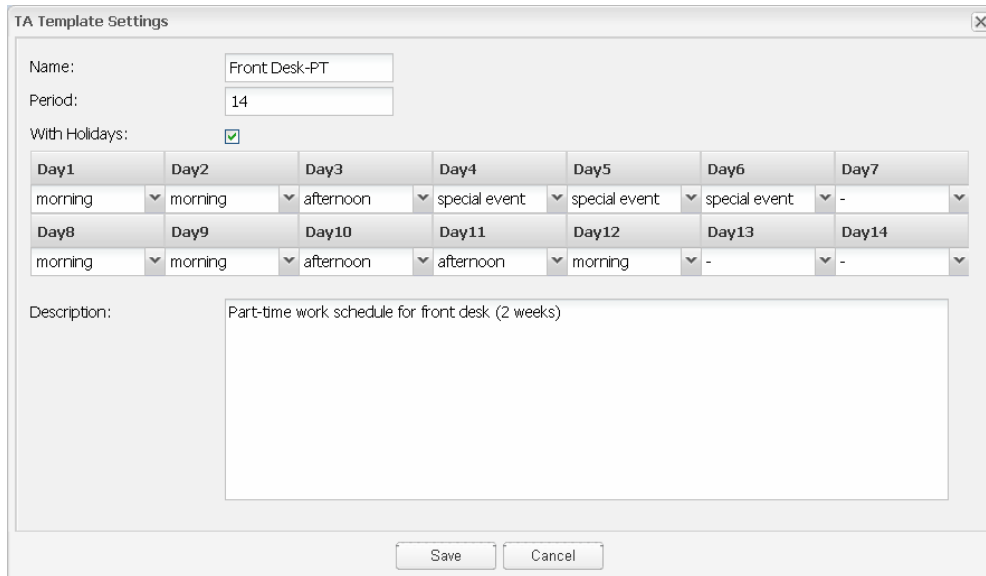 TA Template Settings
Name: Front Desk-PT
Period: 14
With Holidays:
Day1 Day2 Day3 Day4 Day5 Day6 Day7
morning morning afternoon special event special event special event -
Day8 Day9 Day10 Day11 Day12 Day13 Day14
morning morning afternoon afternoon morning - -
Description: Part-time work schedule for front desk (2 weeks)
Save Cancel